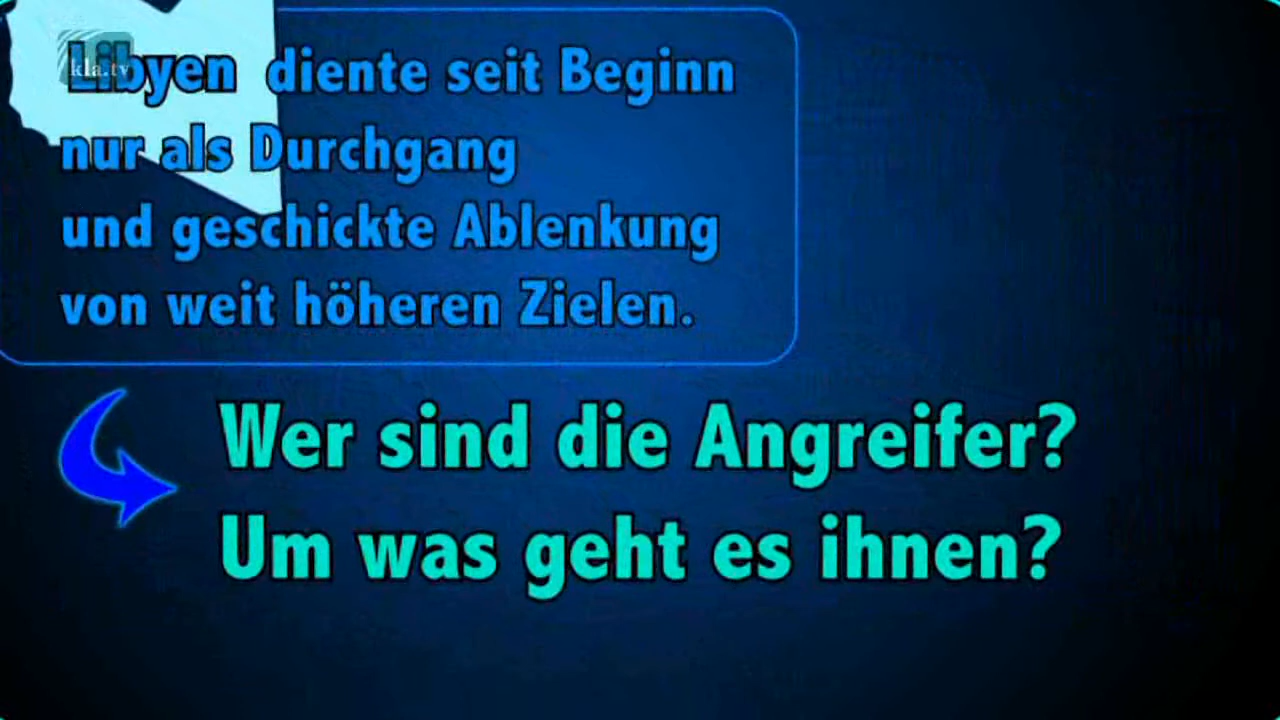 kla.tv
Libyen diente seit Beginn
nur als Durchgang
und geschickte Ablenkung
von weit höheren Zielen.
Wer sind die Angreifer?
Um was geht es ihnen?